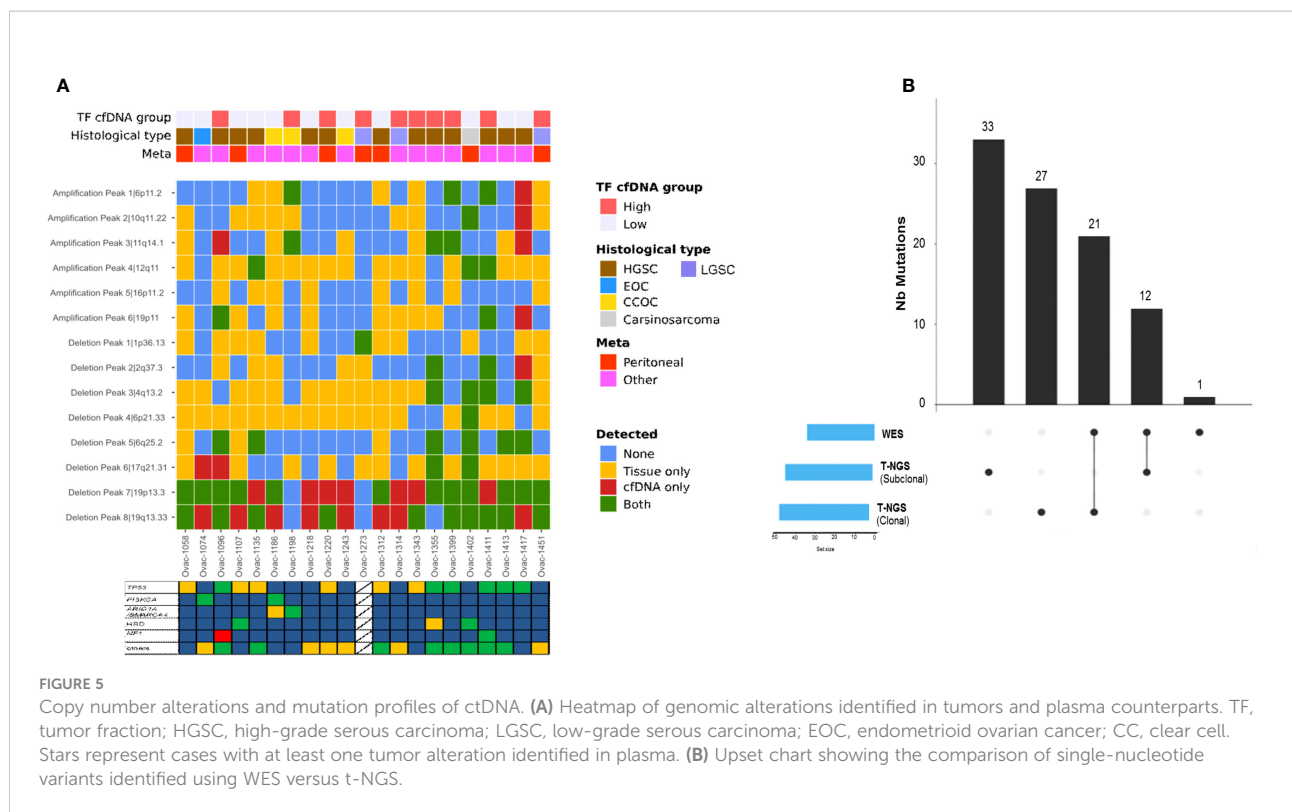 A
TF cfDNA group
Histological type
Meta
Amplification Peak 1|6p11.2
Amplification Peak 2|10q11.22
Amplification Peak 3|11q14.1
Amplification Peak 4|12q11
Amplification Peak 5|16p11.2
Amplification Peak 6|19p11
Deletion Peak 1|1p36.13
Deletion Peak 2|2q37.3
Deletion Peak 3|4q13.2
Deletion Peak 4|6p21.33
Deletion Peak 5|6q25.2
Deletion Peak 6|17q21.31
Deletion Peak 7|19p13.3
Deletion Peak 8|19q13.33
Ovac-1058
Ovac-1074
Ovac-1096
Ovac-1107
Ovac-1135
Ovac-1186
Ovac-1198
Ovac-1218
Ovac-1220
Ovac-1243
Ovac-1273
Ovac-1312
Ovac-1314
Ovac-1343
Ovac-1355
Ovac-1399
Ovac-1402
Ovac-1411
Ovac-1413
Ovac-1417
Ovac-1451
TP53
PI3KCA
HRD
NF1
others
TF cfDNA group
High
Low
Histological type
HGSC
LGSC
EOC
CCOC
Carsinosarcoma
Meta
Peritoneal
Other
Detected
None
Tissue only
cfDNA only
Both
B
Nb Mutations
30
20
10
0
33
27
21
12
1
WES
T-NGS
(Subclonal)
T-NGS
(Clonal)
50 40 30 20 10 0
Set size
FIGURE 5
Copy number alterations and mutation profiles of ctDNA. (A) Heatmap of genomic alterations identified in tumors and plasma counterparts. TF,
tumor fraction; HGSC, high-grade serous carcinoma; LGSC, low-grade serous carcinoma; EOC, endometrioid ovarian cancer; CC, clear cell.
Stars represent cases with at least one tumor alteration identified in plasma. (B) Upset chart showing the comparison of single-nucleotide
variants identified using WES versus t-NGS.